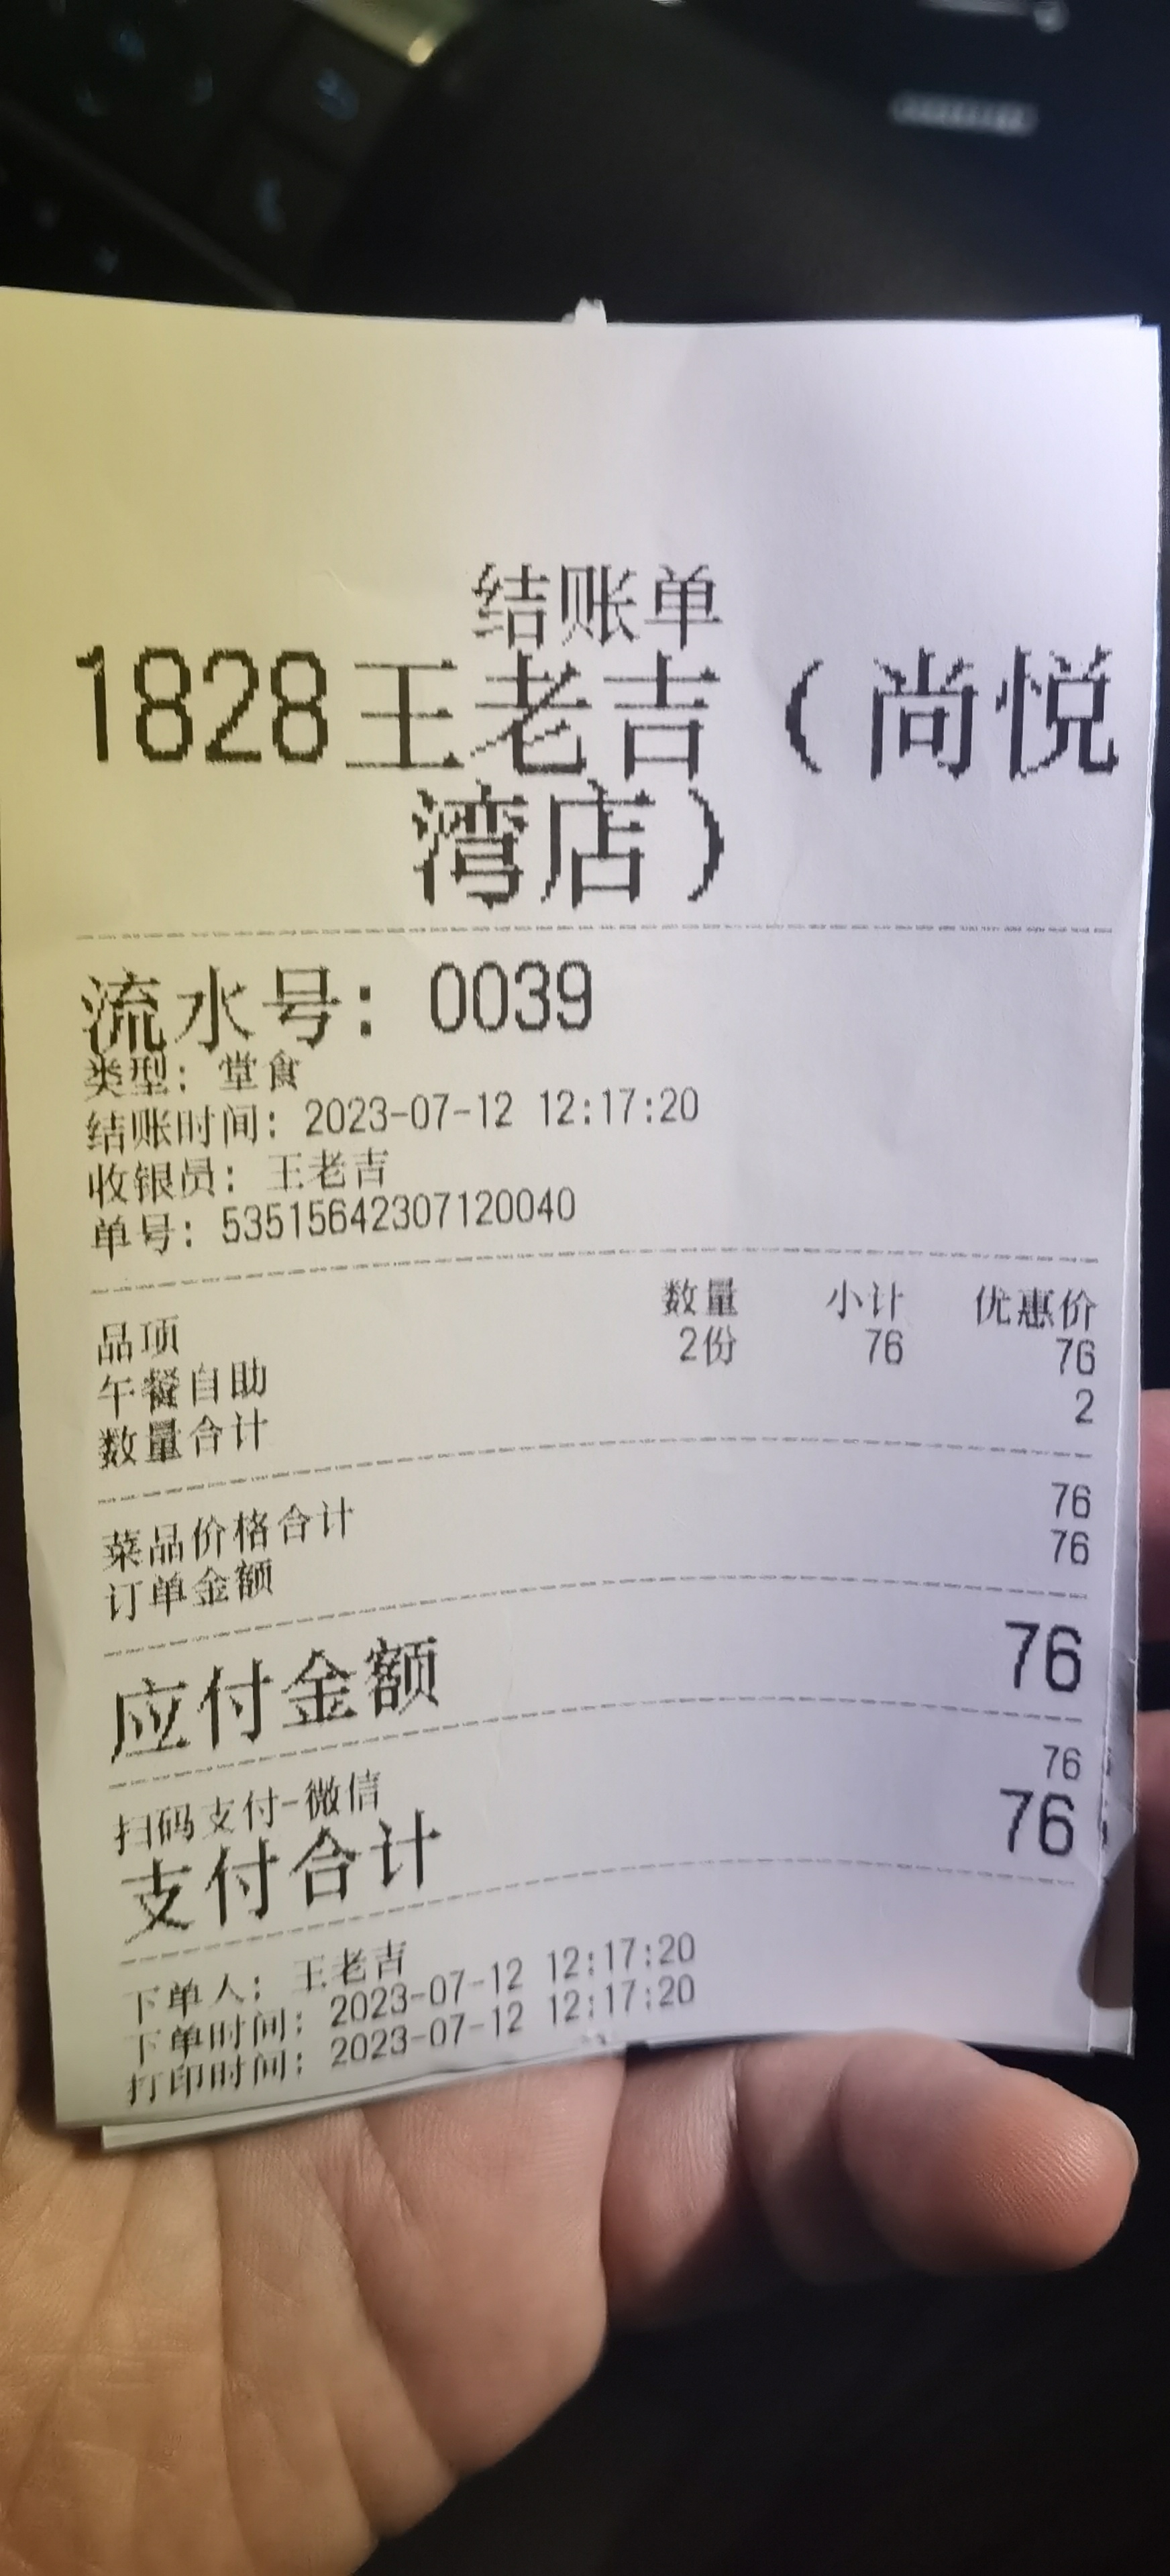 结账单
1828王老吉（尚悦
湾店）
流水号：0039
类型：堂食
结账时间：2023-07-12 12:17:20
收银员：王老吉
单号：53515642307120040
品项 数量 小计 优惠价
午餐自助 2份 76 76
数量合计 2
菜品价格合计 76
订单金额 76
应付金额 76
扫码支付-微信 76
支付合计 76
下单人：王老吉
下单时间：2023-07-12 12:17:20
打印时间：2023-07-12 12:17:20